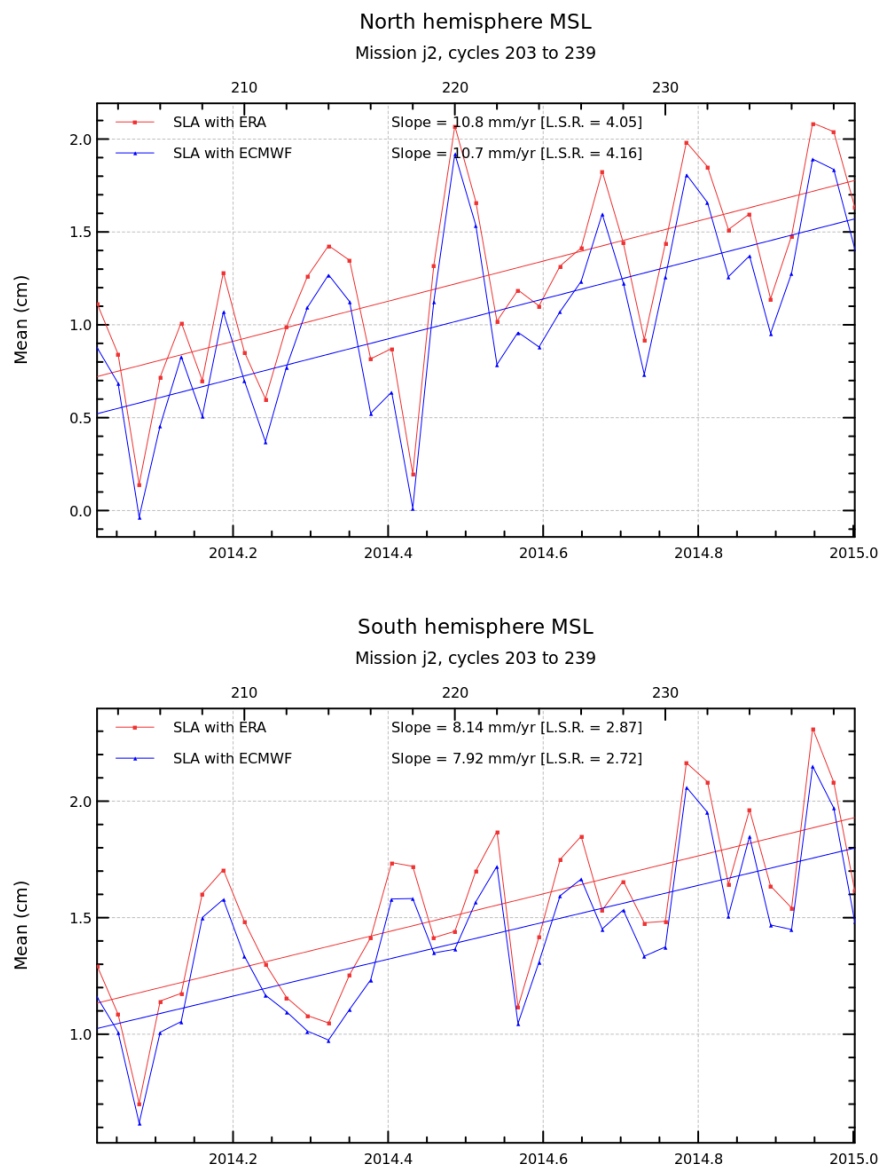 North hemisphere MSL
Mission j2, cycles 203 to 239
210 220 230
SLA with ERA Slope = 10.8 mm/yr [L.S.R. = 4.05]
SLA with ECMWF Slope = 10.7 mm/yr [L.S.R. = 4.16]
Mean (cm)
2.0
1.5
1.0
0.5
0.0
2014.2 2014.4 2014.6 2014.8 2015.0
South hemisphere MSL
Mission j2, cycles 203 to 239
210 220 230
SLA with ERA Slope = 8.14 mm/yr [L.S.R. = 2.87]
SLA with ECMWF Slope = 7.92 mm/yr [L.S.R. = 2.72]
Mean (cm)
2.0
1.5
1.0
2014.2 2014.4 2014.6 2014.8 2015.0